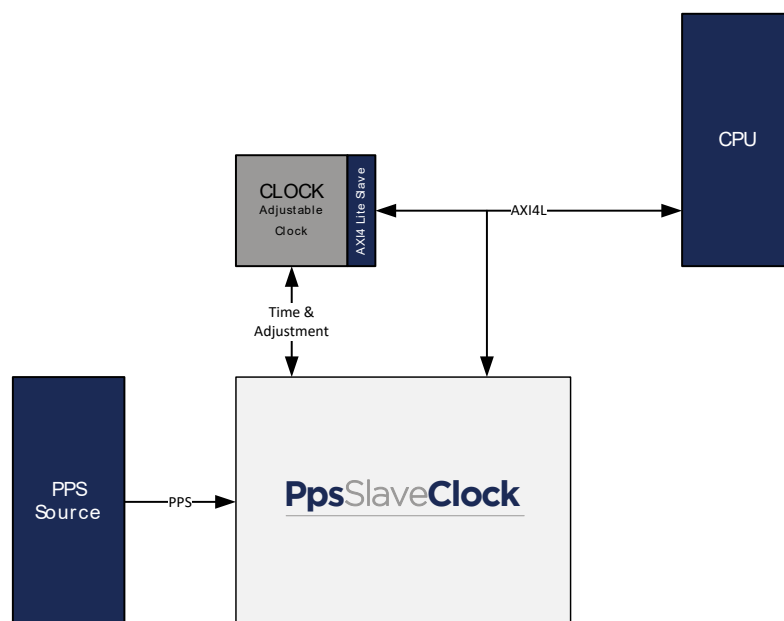 CPU
CLOCK
Adjustable
Clock
AXI4 Lite Slave
AXI4L
Time &
Adjustment
PPS
Source
PPS
PpsSlaveClock